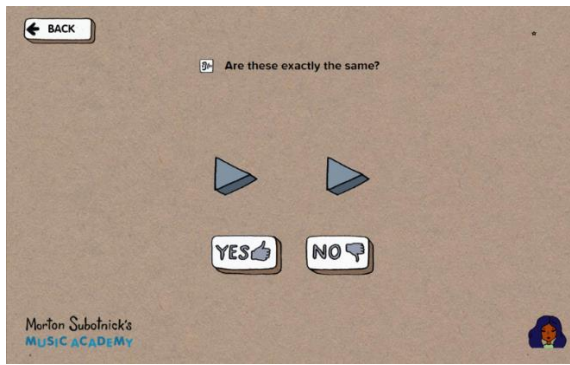 BACK
Are these exactly the same?
YES
NO
Morton Subotnick's
MUSIC ACADEMY